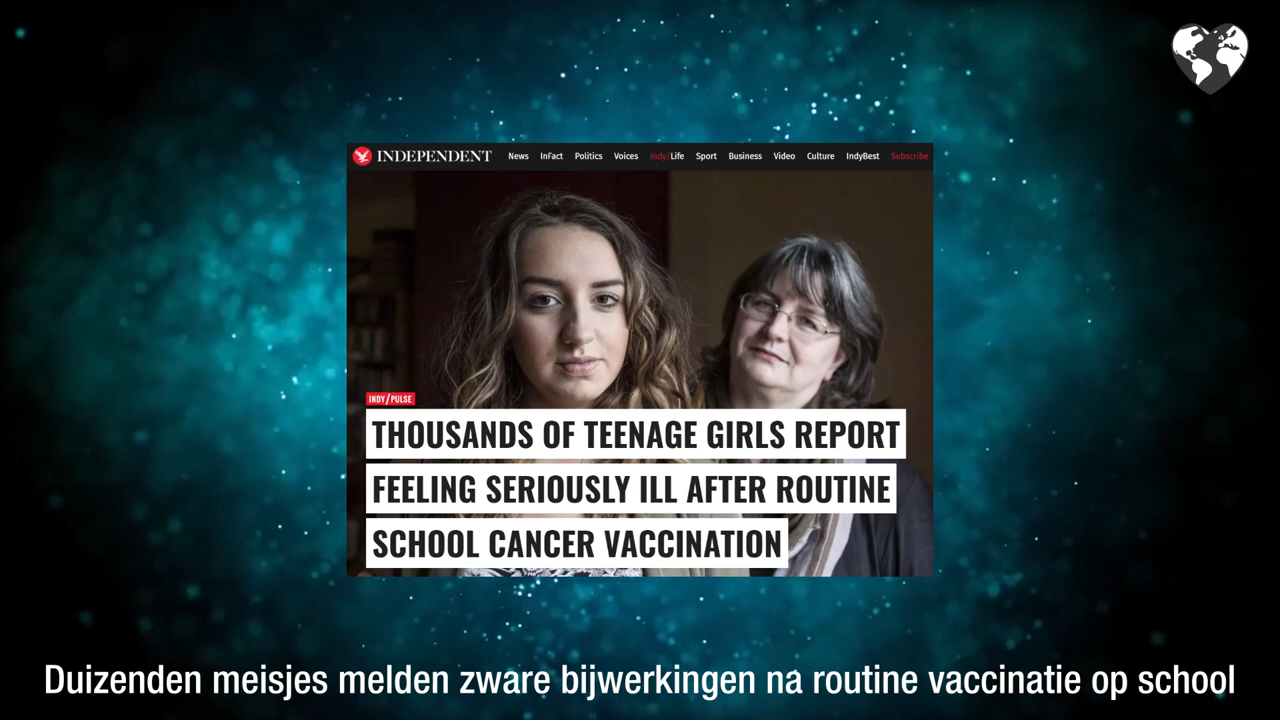 INDEPENDENT News InFact Politics Voices Indy/Life Sport Business Video Culture IndyBest Subscribe
INDY/PULSE
THOUSANDS OF TEENAGE GIRLS REPORT
FEELING SERIOUSLY ILL AFTER ROUTINE
SCHOOL CANCER VACCINATION
Duizenden meisjes melden zware bijwerkingen na routine vaccinatie op school